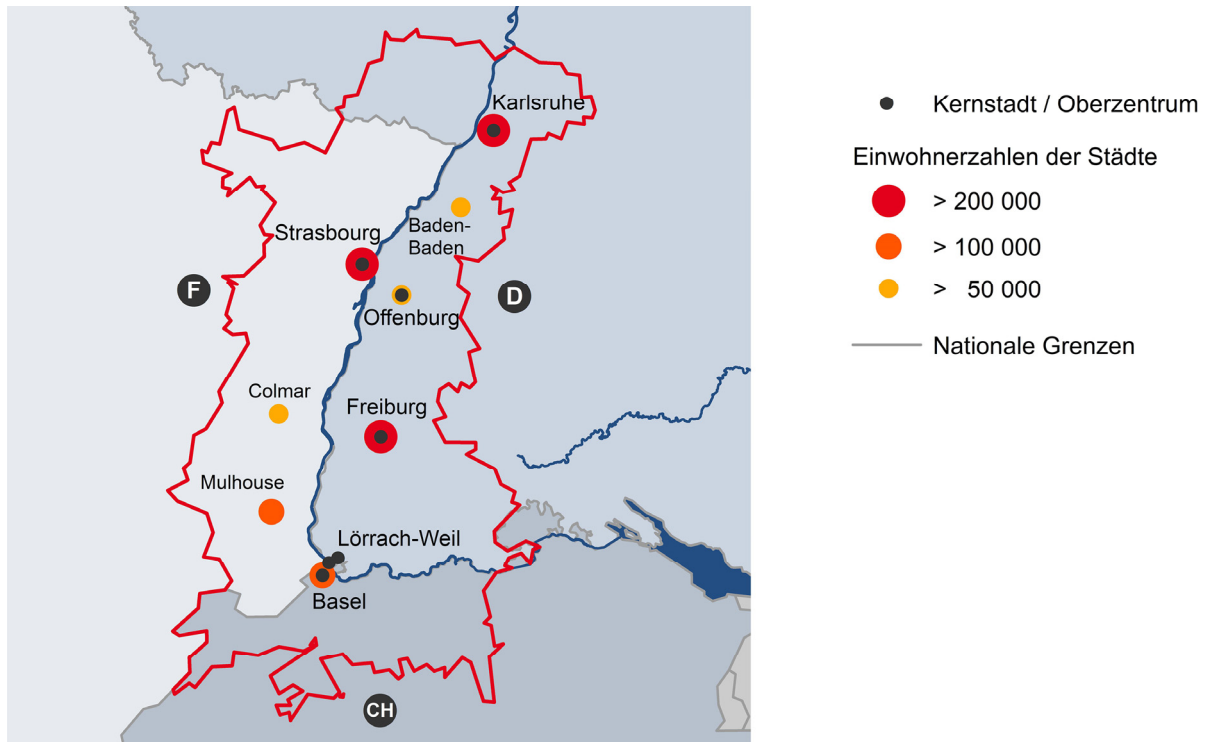 Karlsruhe
Strasbourg
Baden-
Baden
F
D
Offenburg
Colmar
Freiburg
Mulhouse
Lörrach-Weil
Basel
CH
Kernstadt / Oberzentrum
Einwohnerzahlen der Städte
> 200 000
> 100 000
> 50 000
Nationale Grenzen